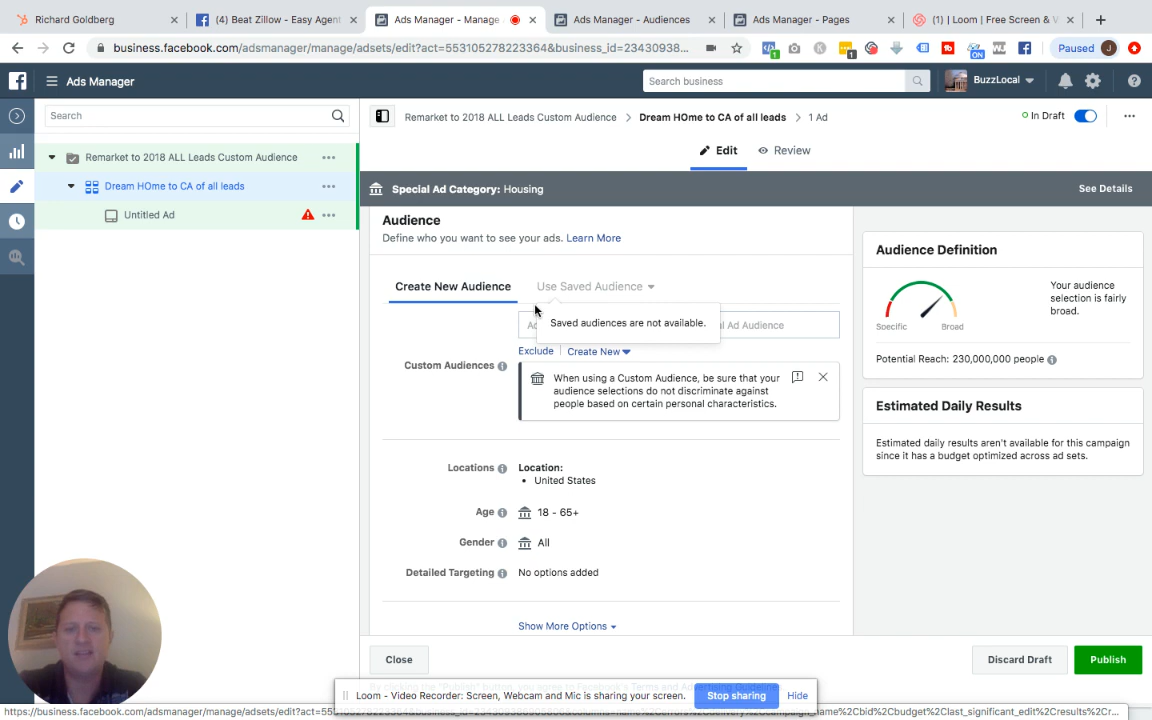 Richard Goldberg
(4) Beat Zillow - Easy Agent
Ads Manager - Manage
Ads Manager - Audiences
Ads Manager - Pages
(1) | Loom | Free Screen & V
business.facebook.com/adsmanager/manage/adsets/edit?act=553105278223364&business_id=23430938...
Paused
J
Ads Manager
Search business
BuzzLocal
Search
Remarket to 2018 ALL Leads Custom Audience
Dream HOme to CA of all leads
1 Ad
In Draft
Remarket to 2018 ALL Leads Custom Audience
Edit
Review
Dream HOme to CA of all leads
Special Ad Category: Housing
See Details
Untitled Ad
Audience
Define who you want to see your ads. Learn More
Create New Audience
Use Saved Audience
Saved audiences are not available.
al Ad Audience
Exclude | Create New
Custom Audiences
When using a Custom Audience, be sure that your
audience selections do not discriminate against
people based on certain personal characteristics.
Locations
Location:
• United States
Age
18 - 65+
Gender
All
Detailed Targeting
No options added
Show More Options
Audience Definition
Specific
Broad
Your audience
selection is fairly
broad.
Potential Reach: 230,000,000 people
Estimated Daily Results
Estimated daily results aren't available for this campaign
since it has a budget optimized across ad sets.
Close
Discard Draft
Publish
Loom - Video Recorder: Screen, Webcam and Mic is sharing your screen.
Stop sharing
Hide